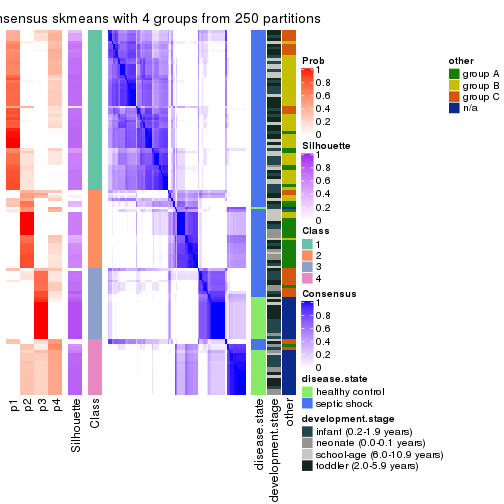 nsensus skmeans with 4 groups from 250 partitions
Prob
1
0.8
0.6
0.4
0.2
0
Silhouette
1
0.8
0.6
0.4
0.2
0
Class
1
2
3
4
Consensus
1
0.8
0.6
0.4
0.2
0
disease.state
healthy control
septic shock
development.stage
infant (0.2-1.9 years)
neonate (0.0-0.1 years)
school-age (6.0-10.9 years)
toddler (2.0-5.9 years)
other
group A
group B
group C
n/a
p1
p2
p3
p4
Silhouette
Class
disease.state
development.stage
other